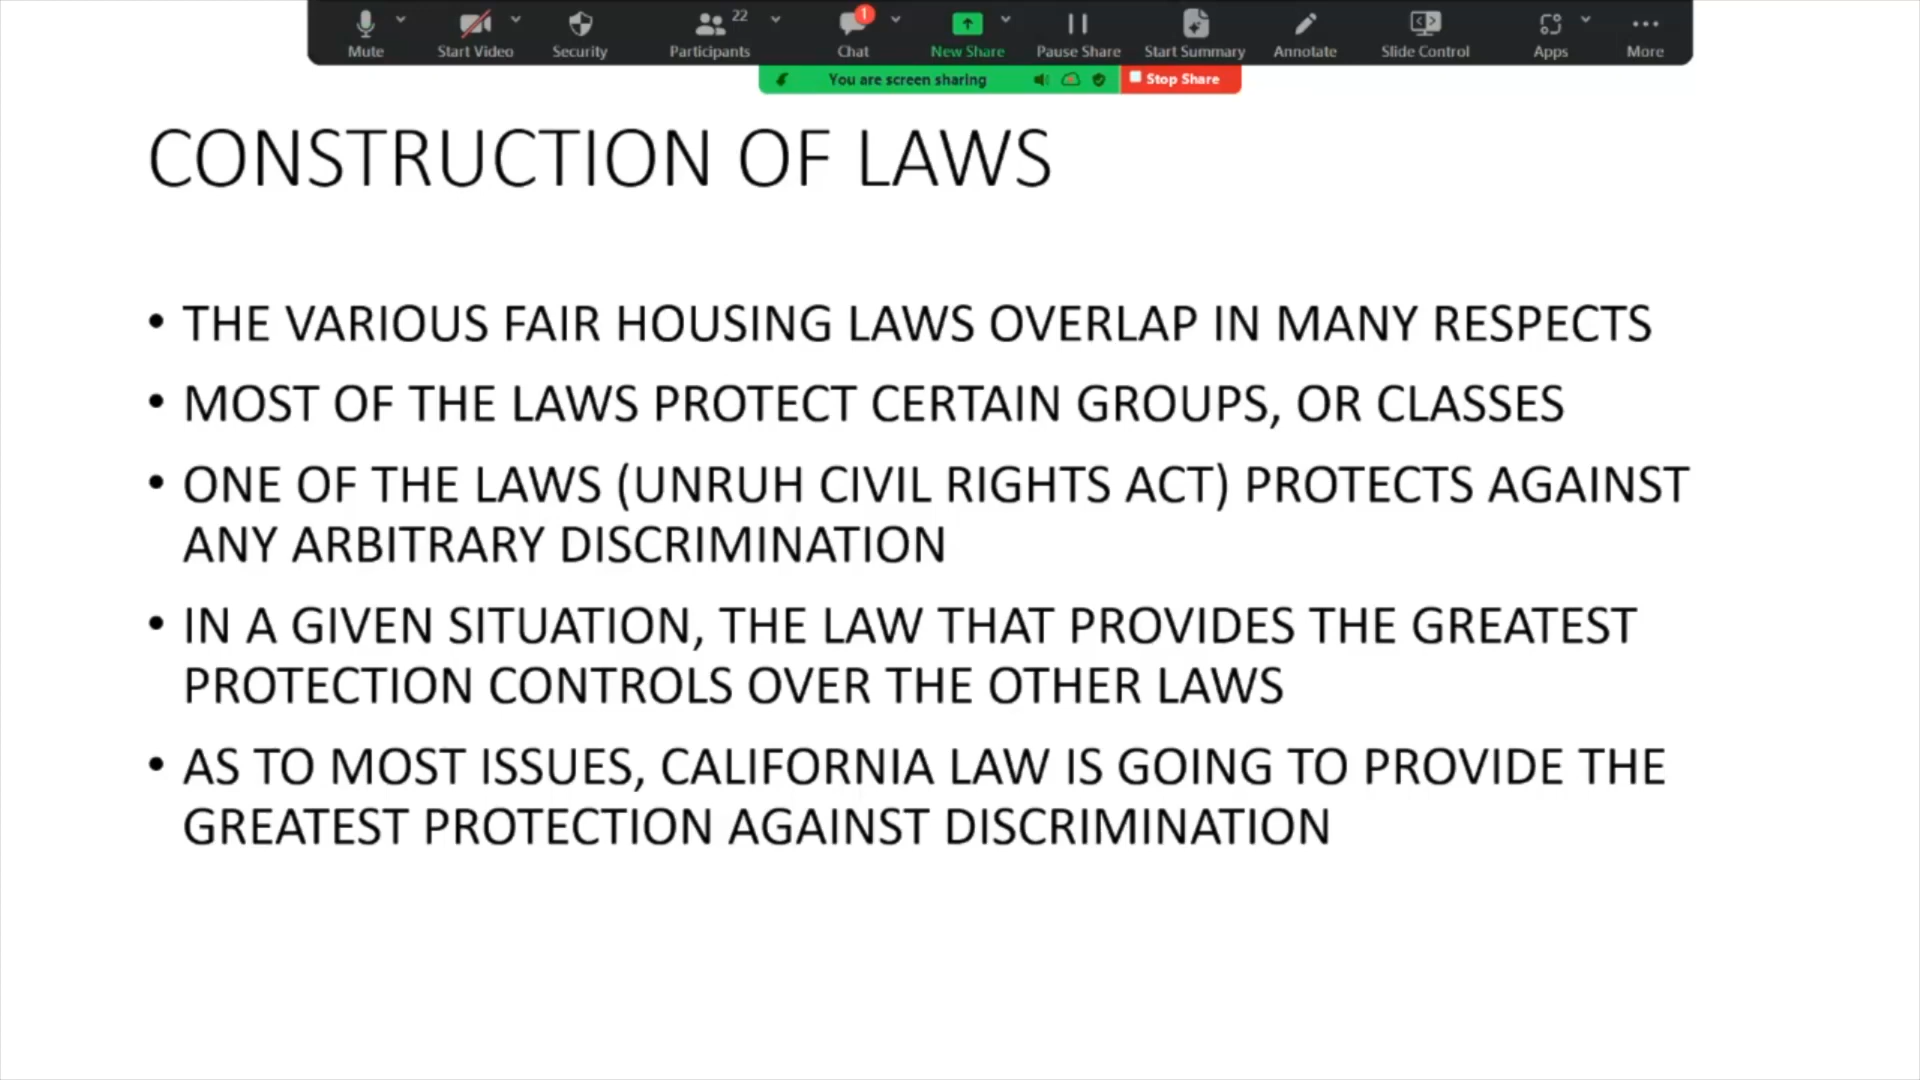 22
1
Mute
Start Video
Security
Participants
Chat
New Share
Pause Share
Start Summary
Annotate
Slide Control
Apps
More
You are screen sharing
Stop Share
CONSTRUCTION OF LAWS
• THE VARIOUS FAIR HOUSING LAWS OVERLAP IN MANY RESPECTS
• MOST OF THE LAWS PROTECT CERTAIN GROUPS, OR CLASSES
• ONE OF THE LAWS (UNRUH CIVIL RIGHTS ACT) PROTECTS AGAINST
ANY ARBITRARY DISCRIMINATION
• IN A GIVEN SITUATION, THE LAW THAT PROVIDES THE GREATEST
PROTECTION CONTROLS OVER THE OTHER LAWS
• AS TO MOST ISSUES, CALIFORNIA LAW IS GOING TO PROVIDE THE
GREATEST PROTECTION AGAINST DISCRIMINATION